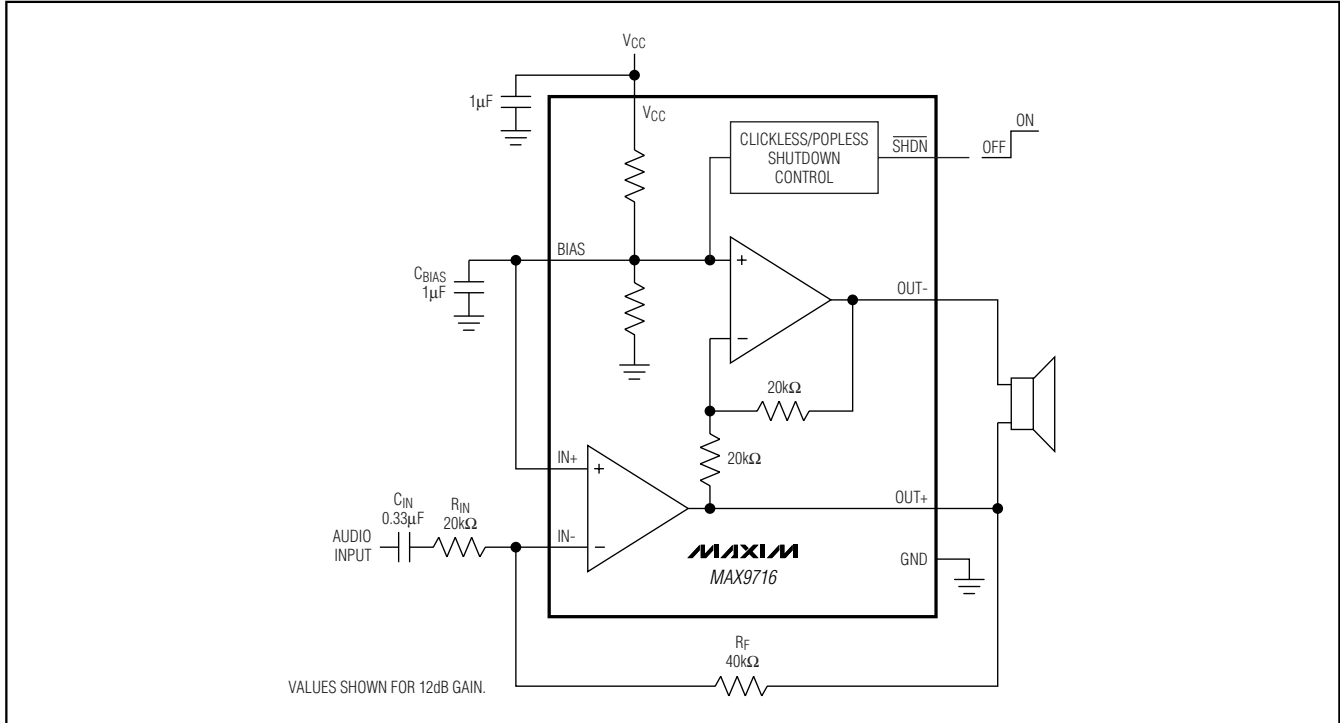 VCC
1μF
VCC
CLICKLESS/POPLESS
SHUTDOWN
CONTROL
SHDN
OFF
ON
BIAS
CBIAS
1μF
+
−
OUT-
20kΩ
20kΩ
IN+
+
OUT+
CIN
0.33μF
RIN
20kΩ
AUDIO
INPUT
IN-
−
MAXIM
MAX9716
GND
RF
40kΩ
VALUES SHOWN FOR 12dB GAIN.